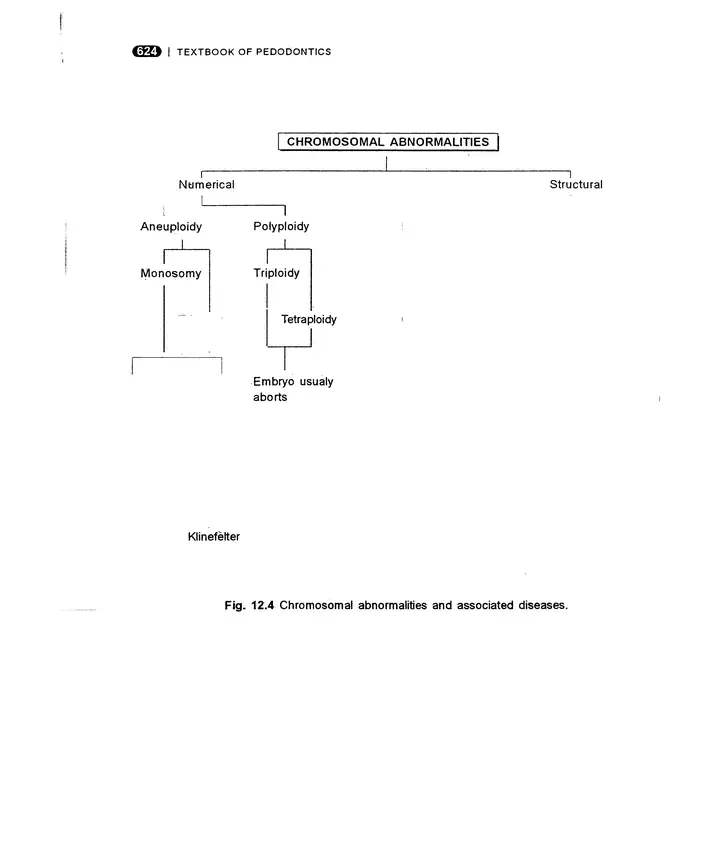 624 | TEXTBOOK OF PEDODONTICS
CHROMOSOMAL ABNORMALITIES
Numerical
Structural
Aneuploidy
Polyploidy
Monosomy
Triploidy
Tetraploidy
Embryo usualy
aborts
Klinefelter
Fig. 12.4 Chromosomal abnormalities and associated diseases.